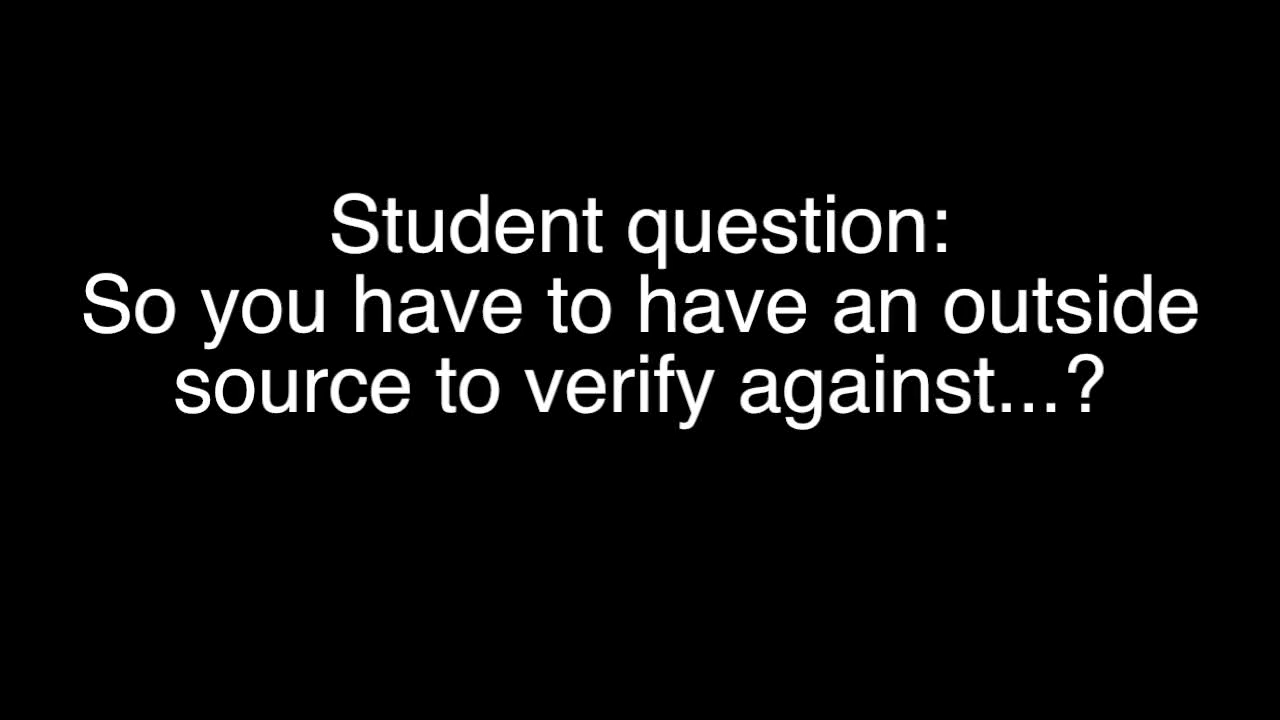 Student question:
So you have to have an outside
source to verify against...?